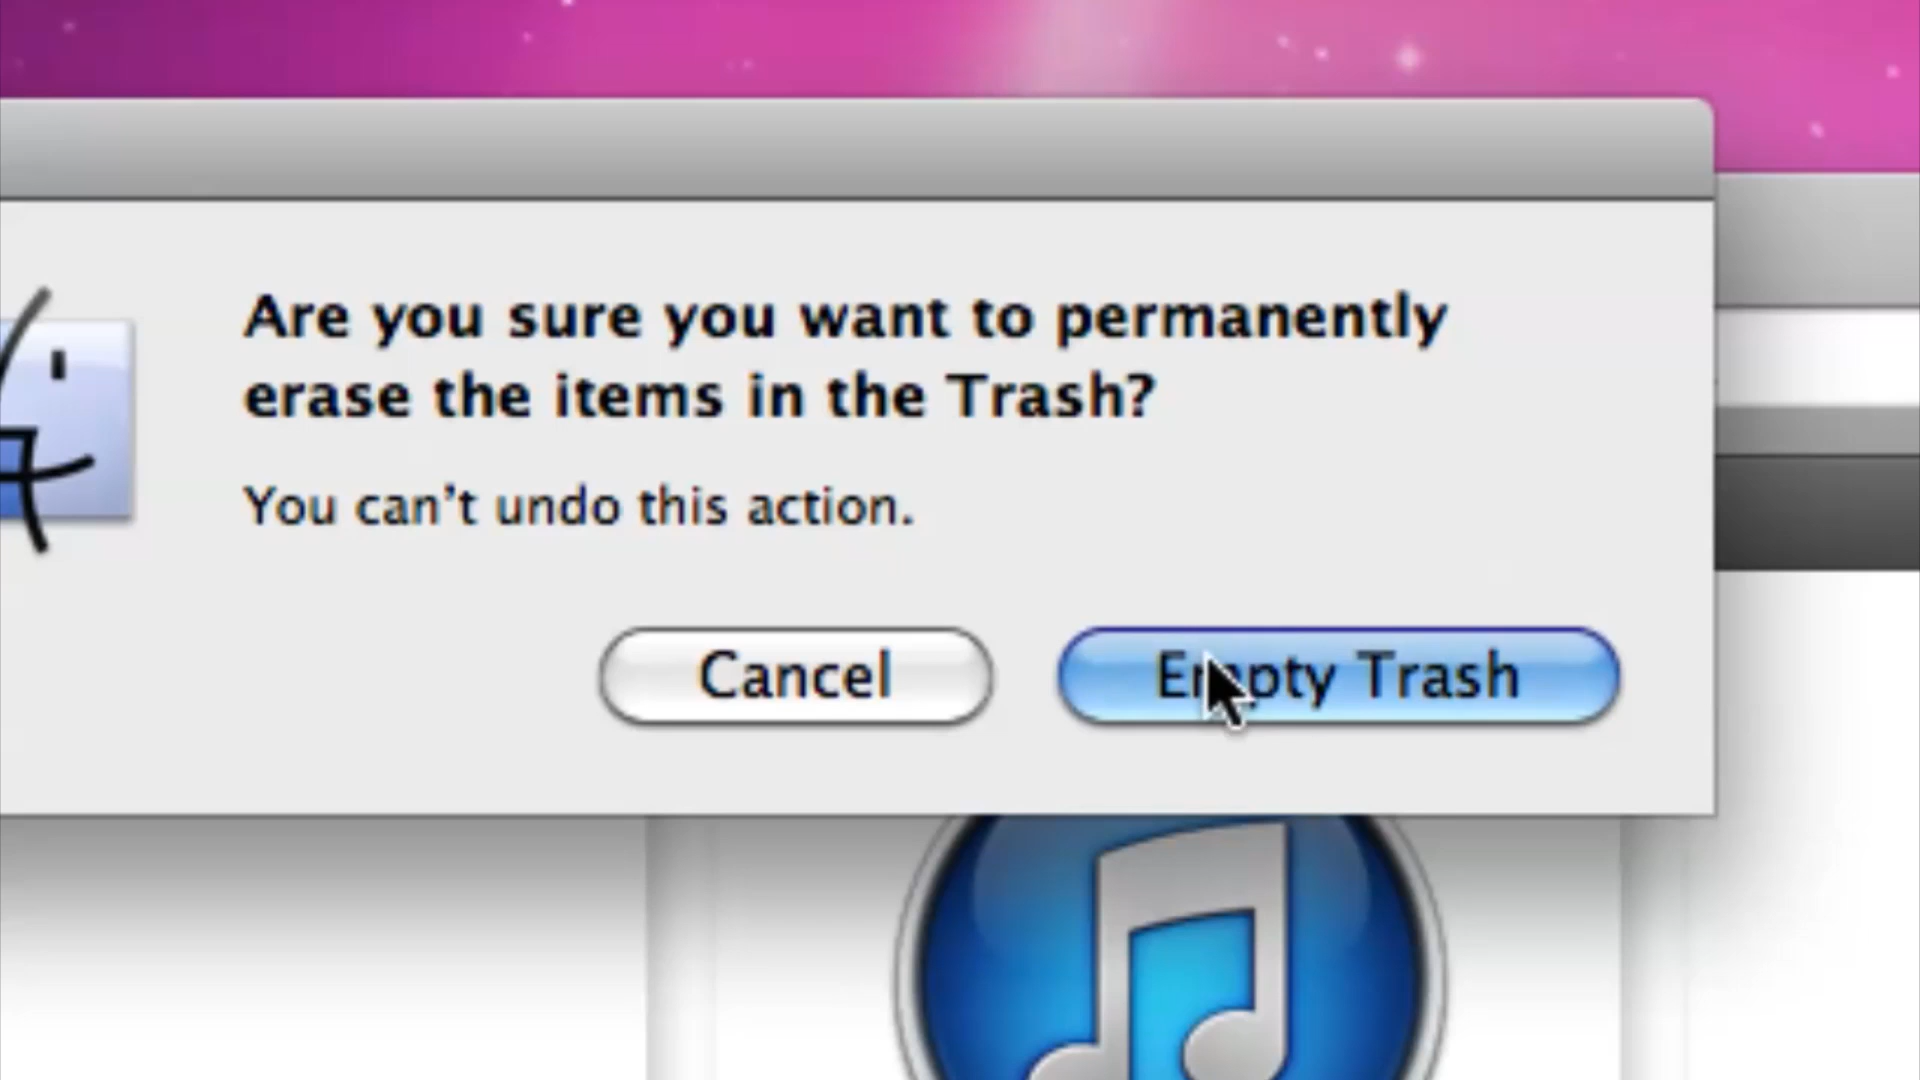 Are you sure you want to permanently
erase the items in the Trash?
You can't undo this action.
Cancel
Empty Trash